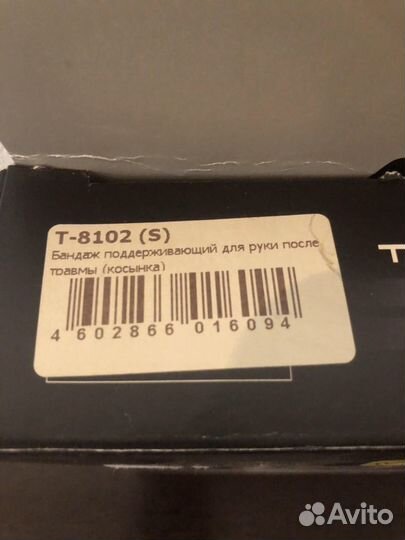 T-8102 (S)
Бандаж поддерживающий для руки после
травмы (косынка)
4 602866 016094
T
Avito